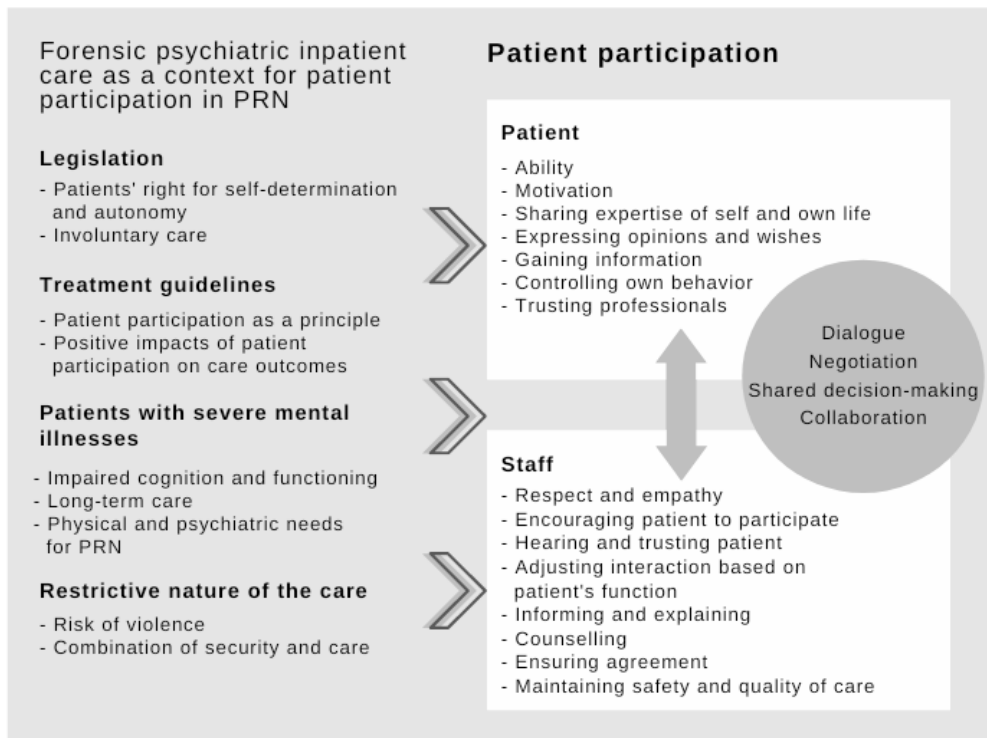 Forensic psychiatric inpatient
care as a context for patient
participation in PRN
Legislation
- Patients' right for self-determination
and autonomy
- Involuntary care
Treatment guidelines
- Patient participation as a principle
- Positive impacts of patient
participation on care outcomes
Patients with severe mental
illnesses
- Impaired cognition and functioning
- Long-term care
- Physical and psychiatric needs
for PRN
Restrictive nature of the care
- Risk of violence
- Combination of security and care
Patient participation
Patient
- Ability
- Motivation
- Sharing expertise of self and own life
- Expressing opinions and wishes
- Gaining information
- Controlling own behavior
- Trusting professionals
Dialogue
Negotiation
Shared decision-making
Collaboration
Staff
- Respect and empathy
- Encouraging patient to participate
- Hearing and trusting patient
- Adjusting interaction based on
patient's function
- Informing and explaining
- Counselling
- Ensuring agreement
- Maintaining safety and quality of care